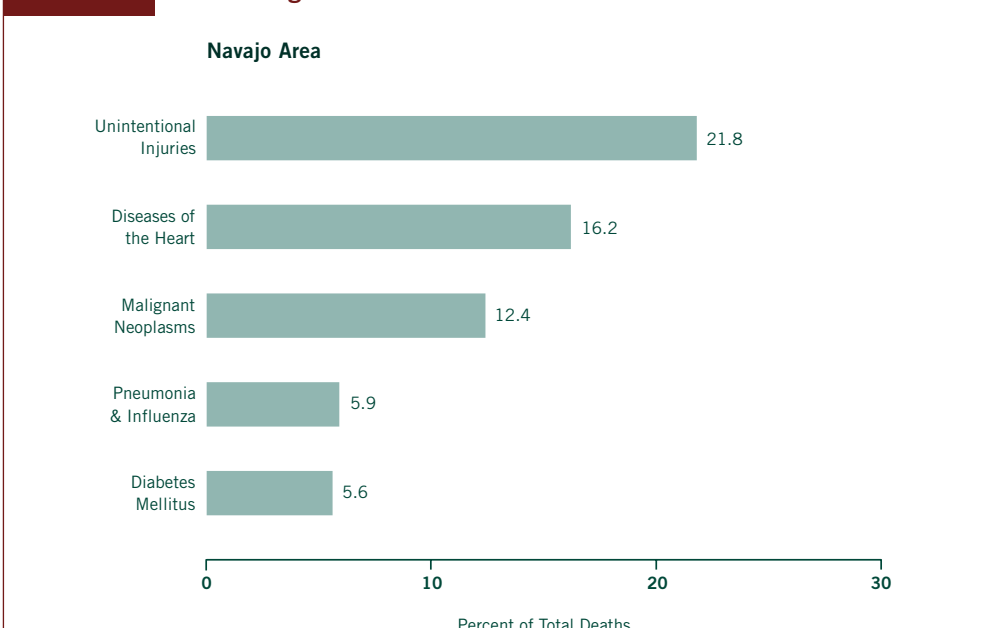 Navajo Area
Unintentional
Injuries
21.8
Diseases of
the Heart
16.2
Malignant
Neoplasms
12.4
Pneumonia
& Influenza
5.9
Diabetes
Mellitus
5.6
0 10 20 30
Percent of Total Deaths